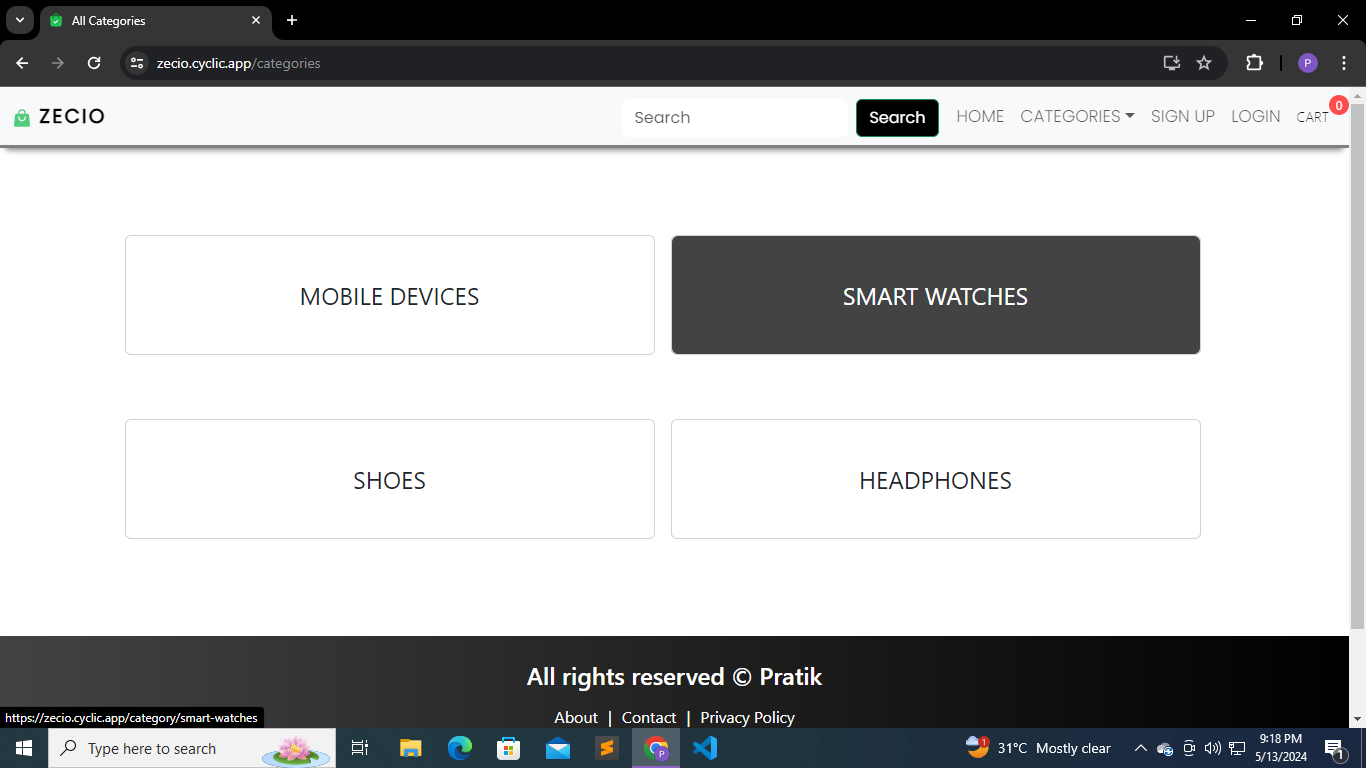 All Categories
zecio.cyclic.app/categories
P
ZECIO
Search
Search
HOME
CATEGORIES
SIGN UP
LOGIN
CART
0
MOBILE DEVICES
SMART WATCHES
SHOES
HEADPHONES
All rights reserved © Pratik
About | Contact | Privacy Policy
https://zecio.cyclic.app/category/smart-watches
Type here to search
P
1
31°C Mostly clear
9:18 PM
5/13/2024
1